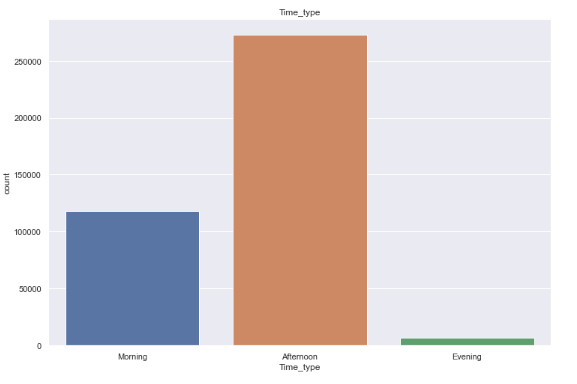 Time_type
250000
200000
150000
100000
50000
0
count
Morning
Afternoon
Evening
Time_type